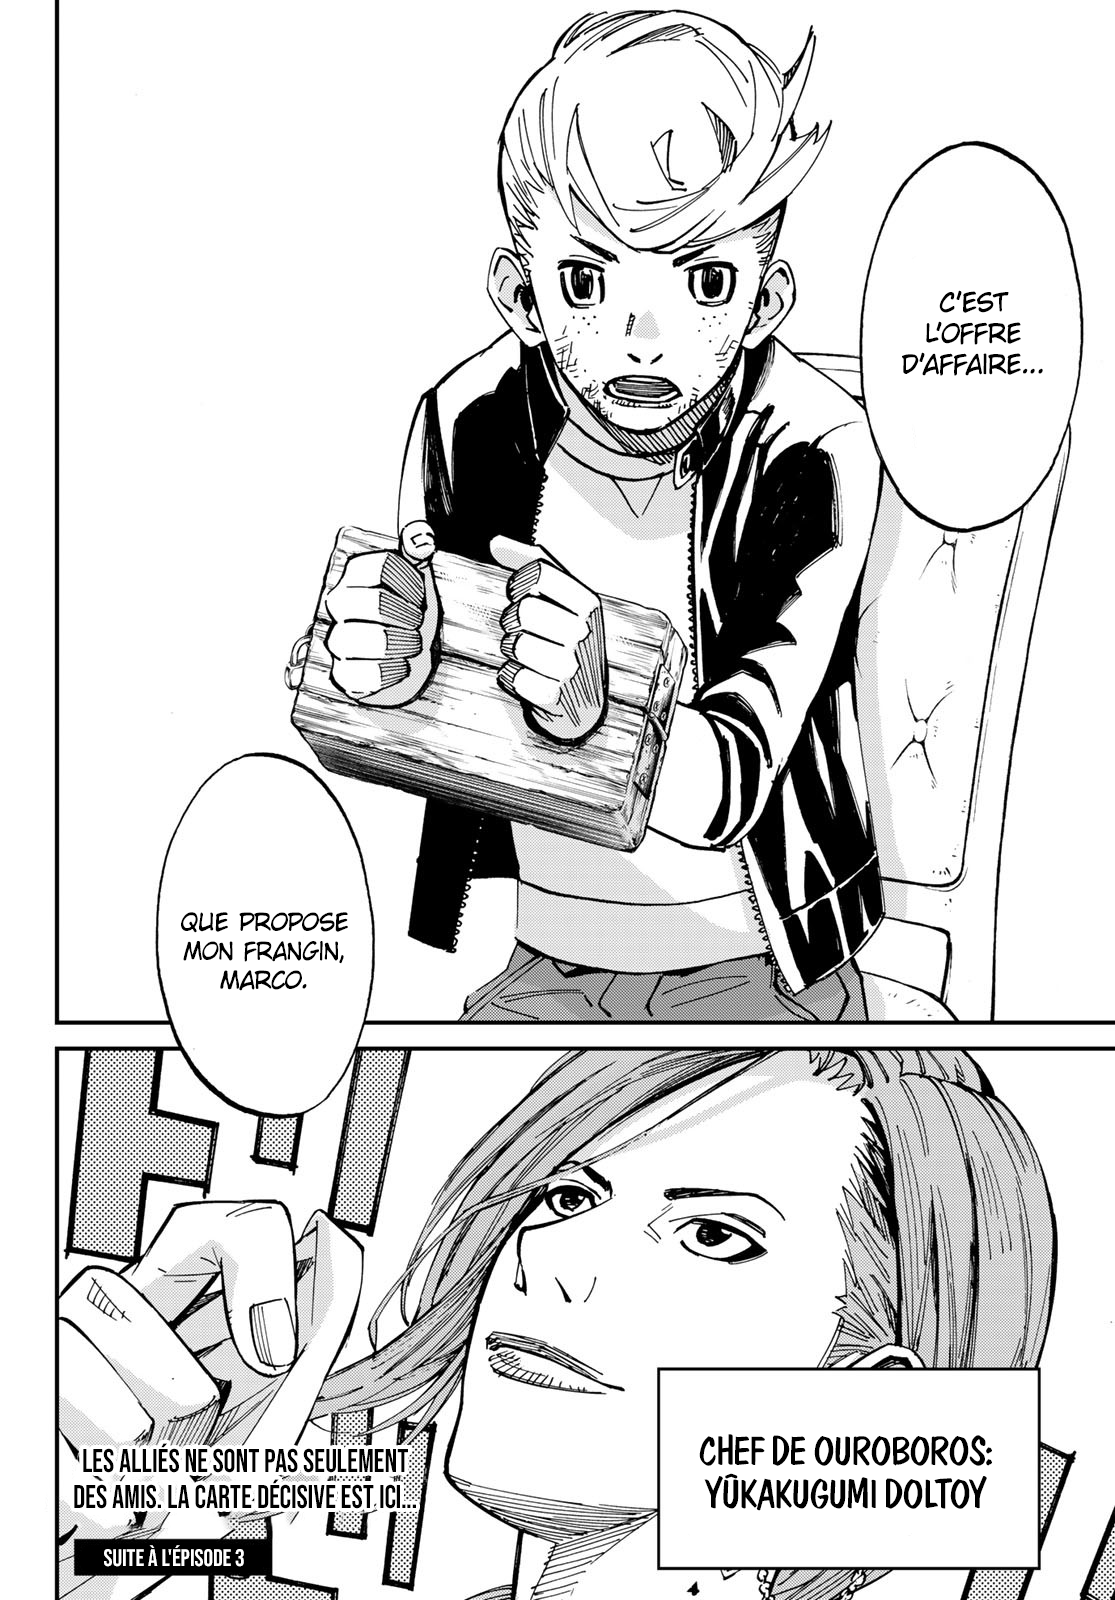 C'EST
L'OFFRE
D'AFFAIRE...
QUE PROPOSE
MON FRANGIN,
MARCO.
CHEF DE OUROBOROS:
YÛKAKUGUMI DOLTOY
LES ALLIÉS NE SONT PAS SEULEMENT
DES AMIS. LA CARTE DÉCISIVE EST ICI...
SUITE À L'ÉPISODE 3